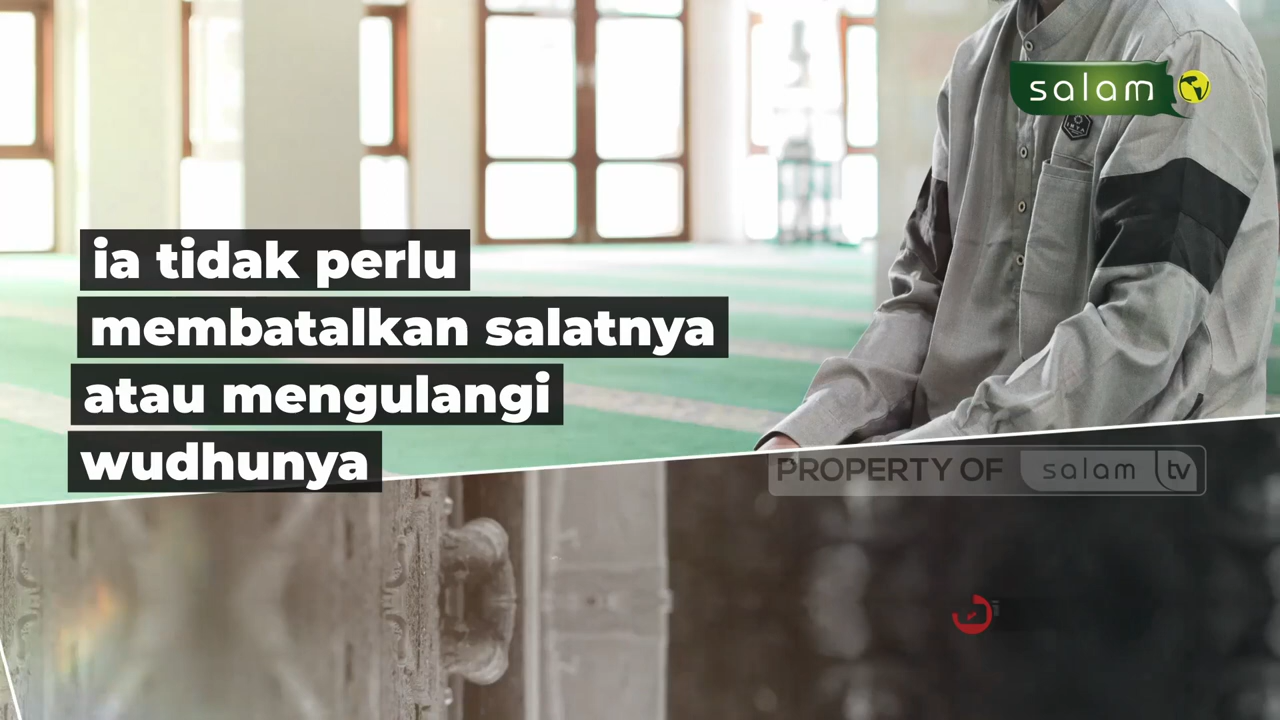 salam
ia tidak perlu
membatalkan salatnya
atau mengulangi
wudhunya
PROPERTY OF salam tv